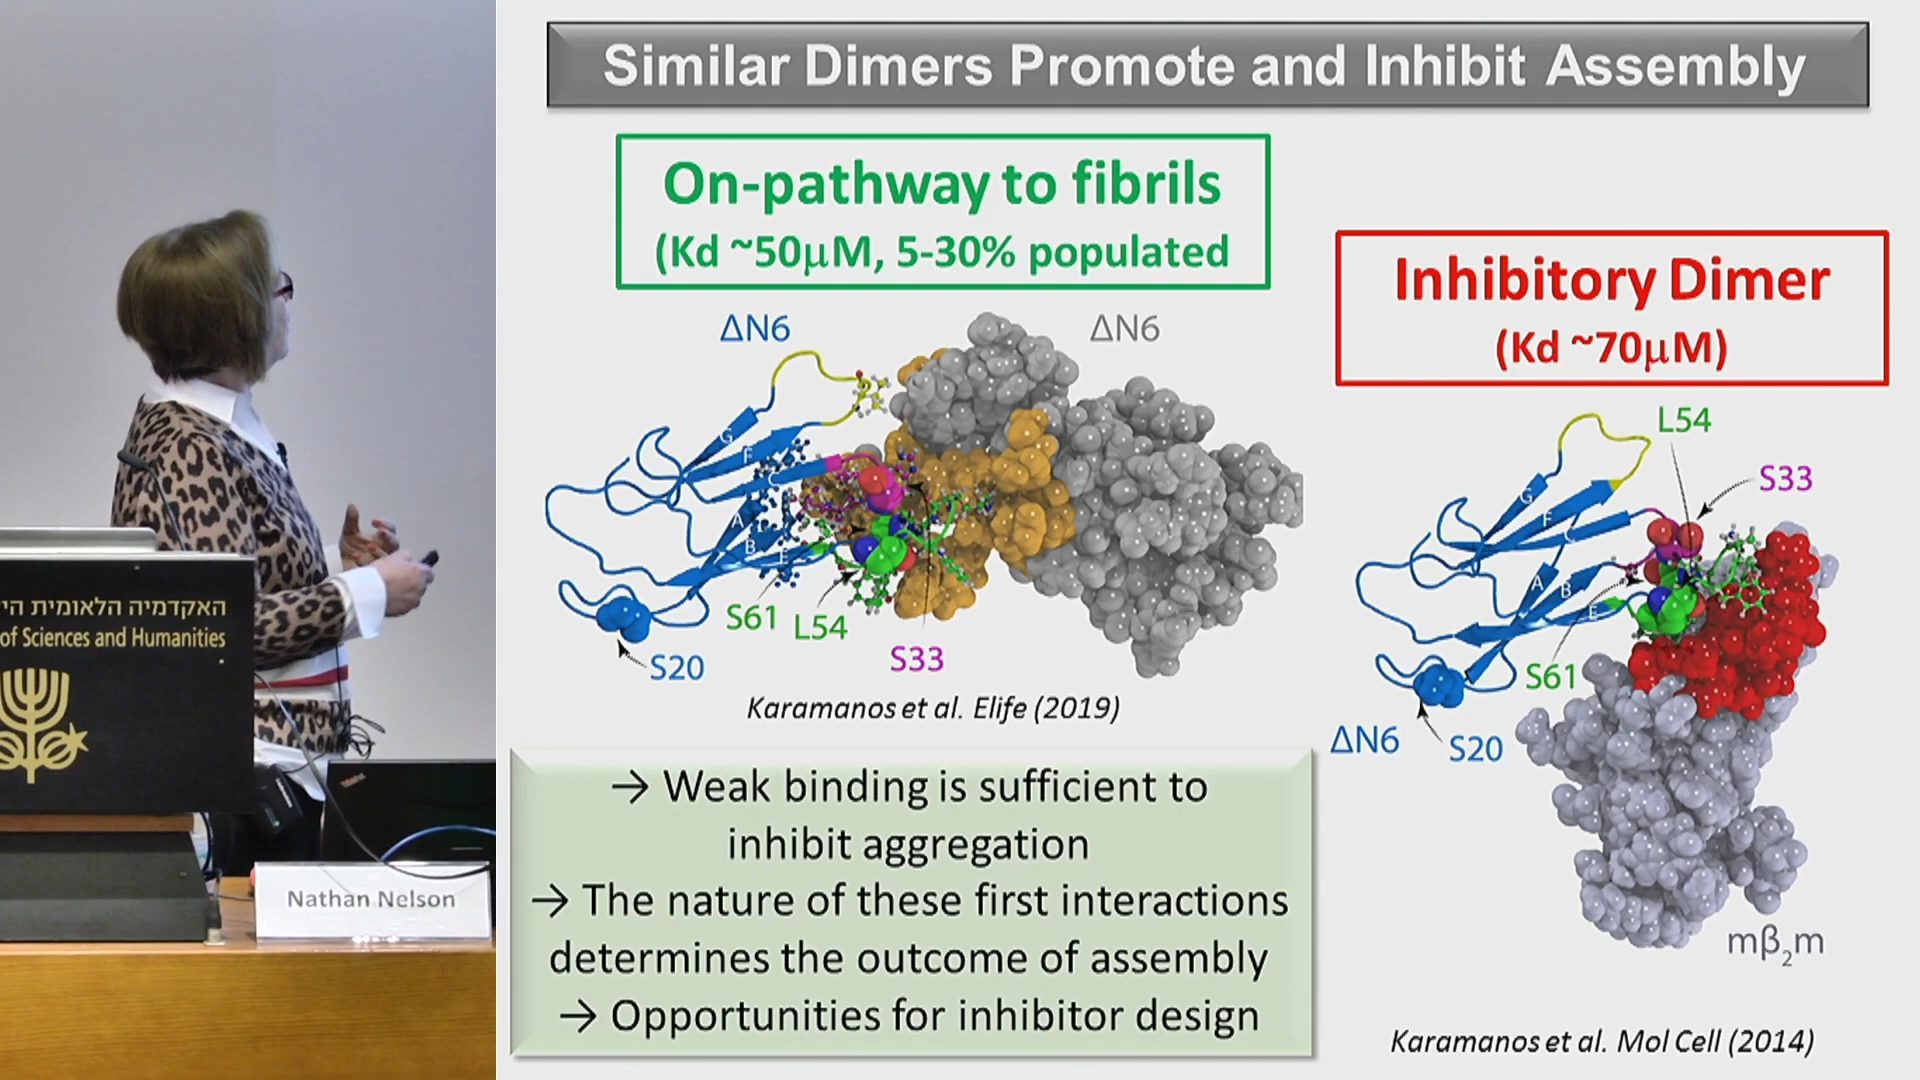 Similar Dimers Promote and Inhibit Assembly
On-pathway to fibrils
(Kd ~50μM, 5-30% populated
Inhibitory Dimer
(Kd ~70μM)
ΔN6
ΔN6
G
F
C
A
D
B
E
S61
L54
S33
S20
Karamanos et al. Elife (2019)
L54
S33
G
F
C
A
B
E
S61
ΔN6
S20
mβ2m
Karamanos et al. Mol Cell (2014)
→ Weak binding is sufficient to
inhibit aggregation
→ The nature of these first interactions
determines the outcome of assembly
→ Opportunities for inhibitor design
האקדמיה הלאומית הי
of Sciences and Humanities
Nathan Nelson